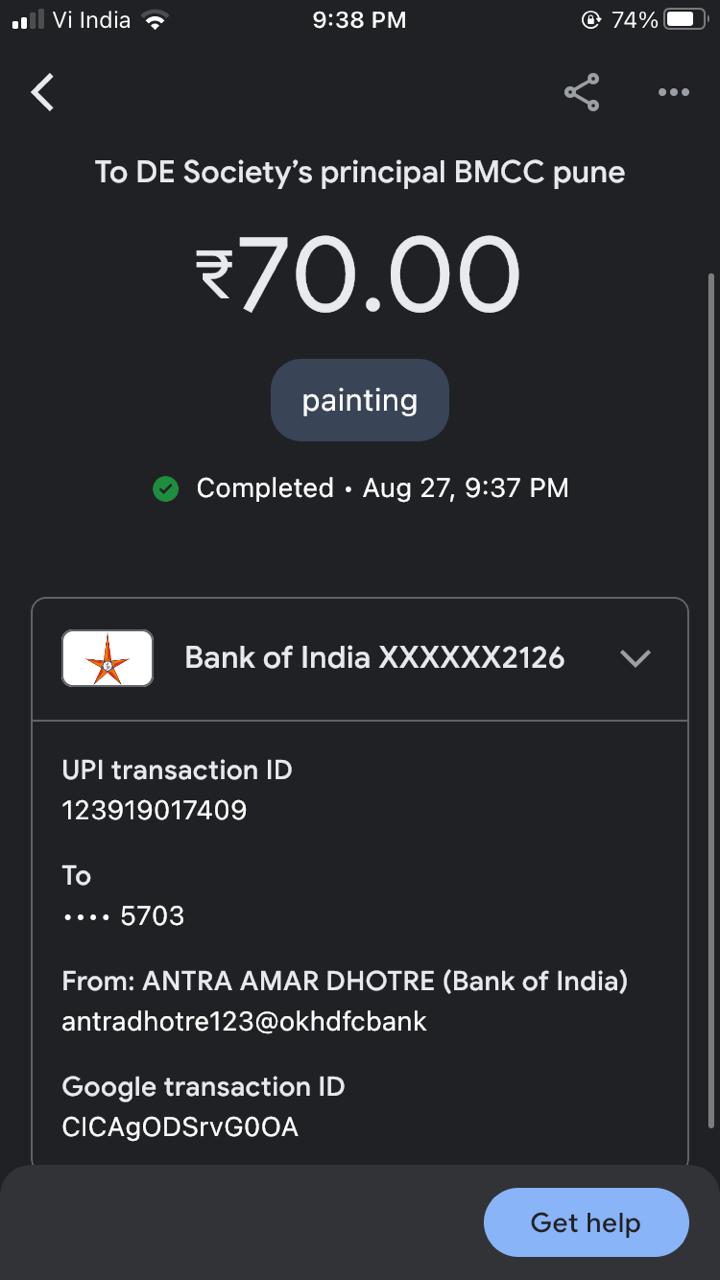 Vi India
9:38 PM
74%
To DE Society’s principal BMCC pune
₹70.00
painting
Completed • Aug 27, 9:37 PM
Bank of India XXXXXX2126
UPI transaction ID
123919017409
To
•••• 5703
From: ANTRA AMAR DHOTRE (Bank of India)
antradhotre123@okhdfcbank
Google transaction ID
CICAgODSrvG0OA
Get help